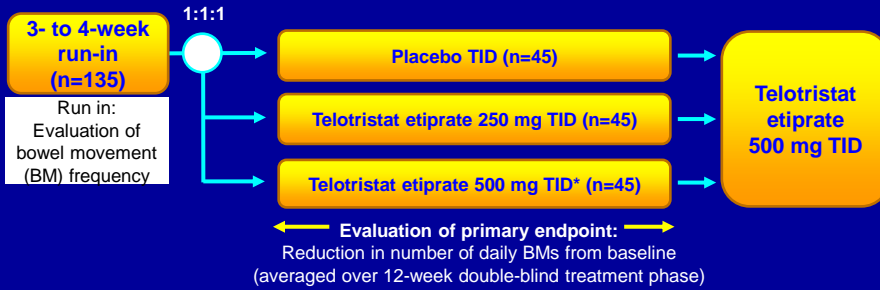 1:1:1
3- to 4-week
run-in
(n=135)
Run in:
Evaluation of
bowel movement
(BM) frequency
Placebo TID (n=45)
Telotristat etiprate 250 mg TID (n=45)
Telotristat etiprate 500 mg TID* (n=45)
Telotristat
etiprate
500 mg TID
Evaluation of primary endpoint:
Reduction in number of daily BMs from baseline
(averaged over 12-week double-blind treatment phase)